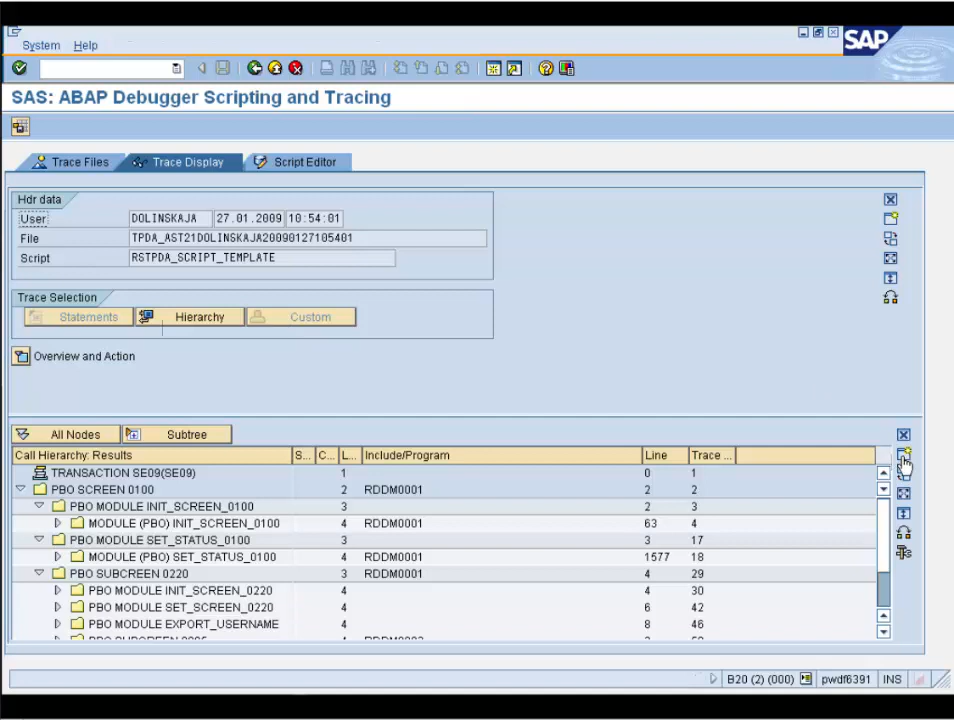 System Help
SAP
SAS: ABAP Debugger Scripting and Tracing
Trace Files Trace Display Script Editor
Hdr data
User DOLINSKAJA 27.01.2009 10:54:01
File TPDA_AST21DOLINSKAJA20090127105401
Script RSTPDA_SCRIPT_TEMPLATE
Trace Selection
Statements Hierarchy Custom
Overview and Action
All Nodes Subtree
Call Hierarchy: Results S... C... L... Include/Program Line Trace ...
TRANSACTION SE09(SE09) 1 0 1
PBO SCREEN 0100 2 RDDM0001 2 2
PBO MODULE INIT_SCREEN_0100 3 2 3
MODULE (PBO) INIT_SCREEN_0100 4 RDDM0001 63 4
PBO MODULE SET_STATUS_0100 3 3 17
MODULE (PBO) SET_STATUS_0100 4 RDDM0001 1577 18
PBO SUBSCREEN 0220 3 RDDM0001 4 29
PBO MODULE INIT_SCREEN_0220 4 4 30
PBO MODULE SET_SCREEN_0220 4 6 42
PBO MODULE EXPORT_USERNAME 4 8 46
B20 (2) (000) pwdf6391 INS